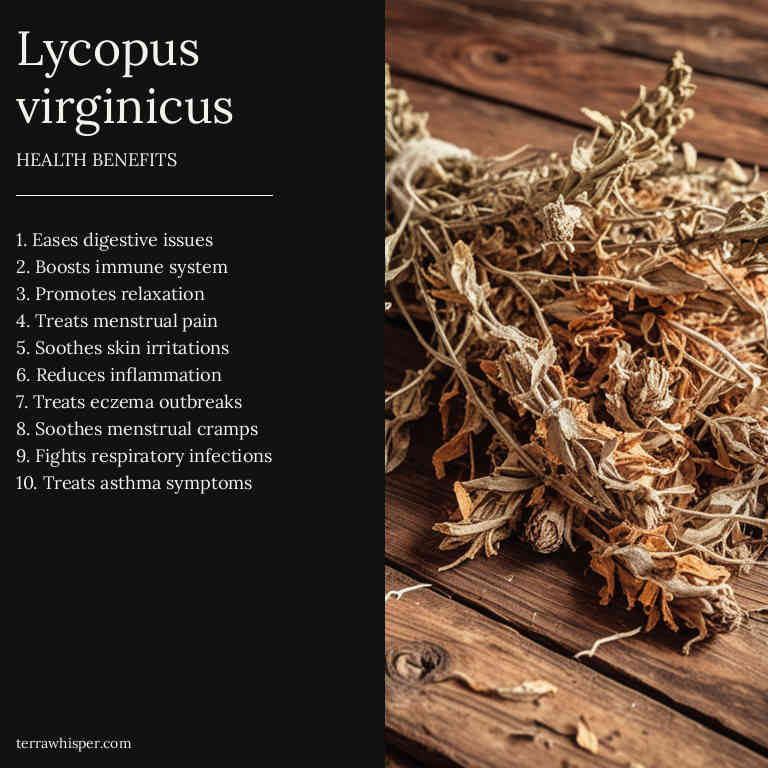 Lycopus
virginicus
HEALTH BENEFITS
1. Eases digestive issues
2. Boosts immune system
3. Promotes relaxation
4. Treats menstrual pain
5. Soothes skin irritations
6. Reduces inflammation
7. Treats eczema outbreaks
8. Soothes menstrual cramps
9. Fights respiratory infections
10. Treats asthma symptoms
terrawhisper.com